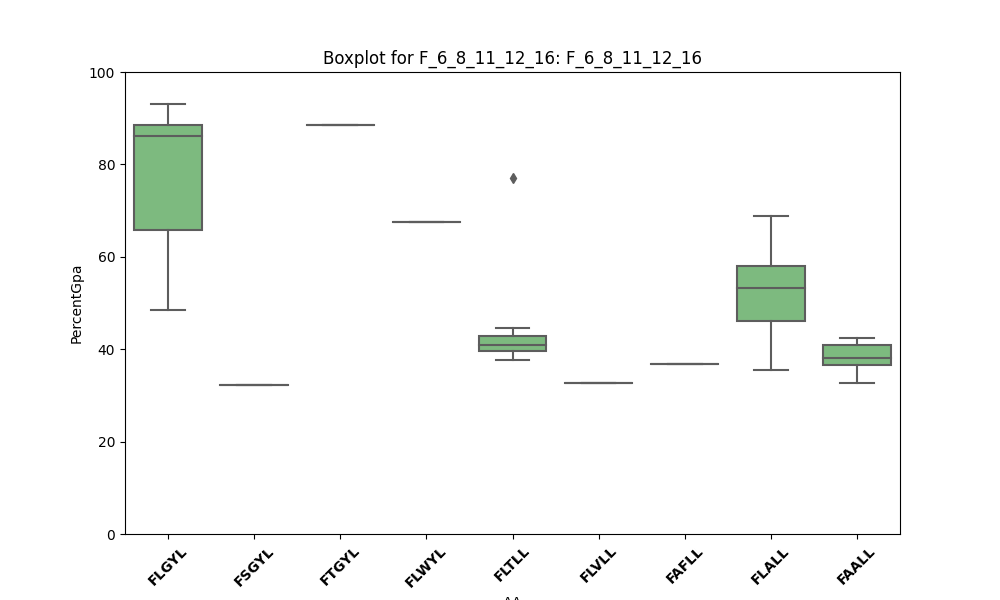 Boxplot for F_6_8_11_12_16: F_6_8_11_12_16
100
80
60
40
20
0
PercentGpa
FLGYL
FSGYL
FTGYL
FLWYL
FLTLL
FLVLL
FAFLL
FLALL
FAALL